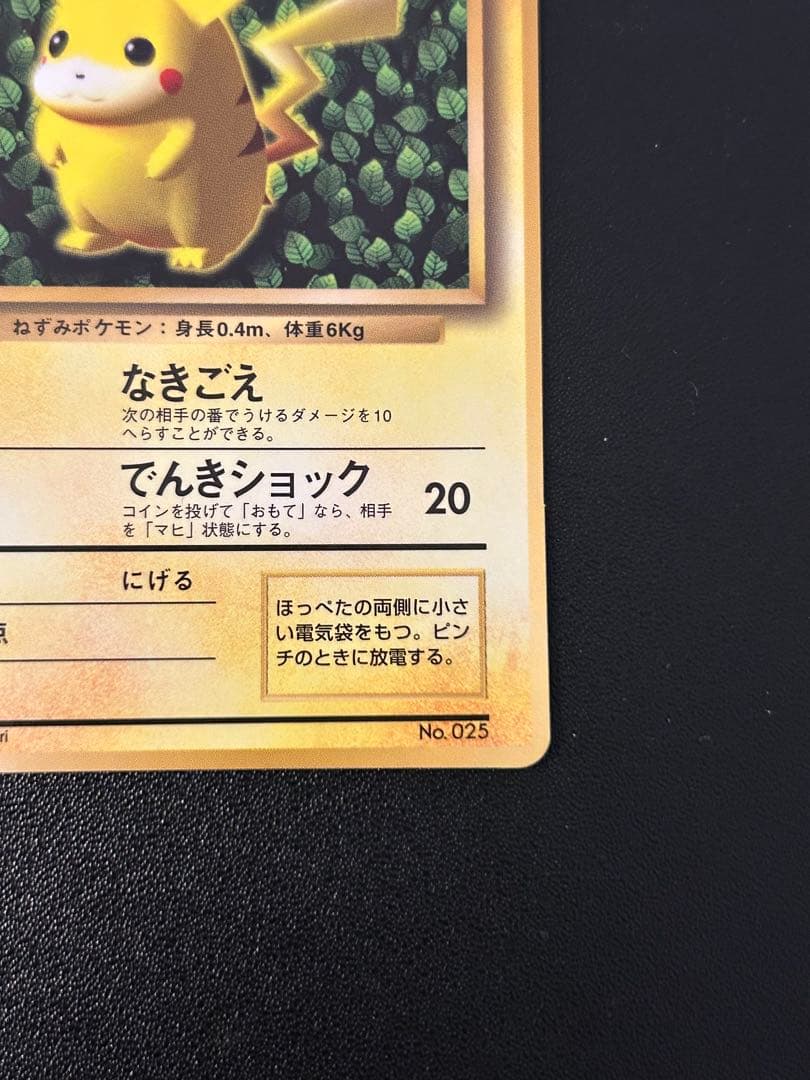 ねずみポケモン：身長0.4m、体重6Kg
なきごえ
次の相手の番でうけるダメージを10
へらすことができる。
でんきショック 20
コインを投げて「おもて」なら、相手
を「マヒ」状態にする。
にげる
ほっぺたの両側に小さ
い電気袋をもつ。ピン
チのときに放電する。
点
ri
No. 025